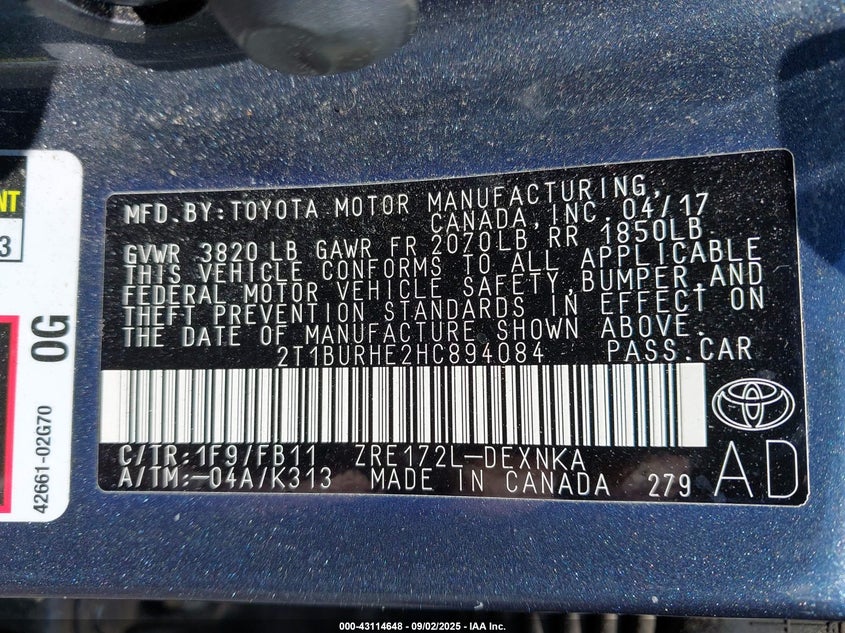 NT
3
0G
42661-02G70
MFD.BY:TOYOTA MOTOR MANUFACTURING,
CANADA,INC. 04/17
GVWR 3820 LB GAWR FR 2070LB RR 1850LB
THIS VEHICLE CONFORMS TO ALL APPLICABLE
FEDERAL MOTOR VEHICLE SAFETY,BUMPER,AND
THEFT PREVENTION STANDARDS IN EFFECT ON
THE DATE OF MANUFACTURE SHOWN ABOVE.
2T1BURHE2HC894084 PASS.CAR
C/TR:1F9/FB11 ZRE172L-DEXNKA
A/TM:-04A/K313 MADE IN CANADA 279
AD
000-43114648 - 09/02/2025 - IAA Inc.